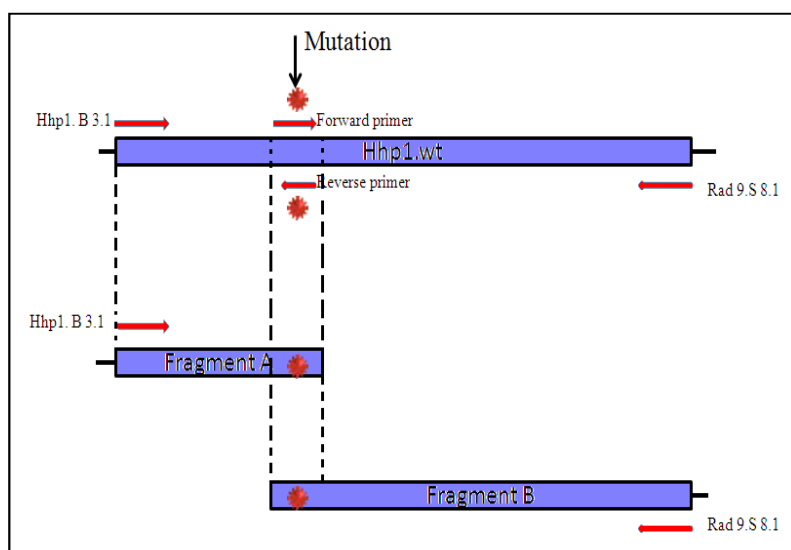 Mutation
Hhp1. B 3.1
Forward primer
Hhp1.wt
Reverse primer
Rad 9.S 8.1
Hhp1. B 3.1
Fragment A
Fragment B
Rad 9.S 8.1